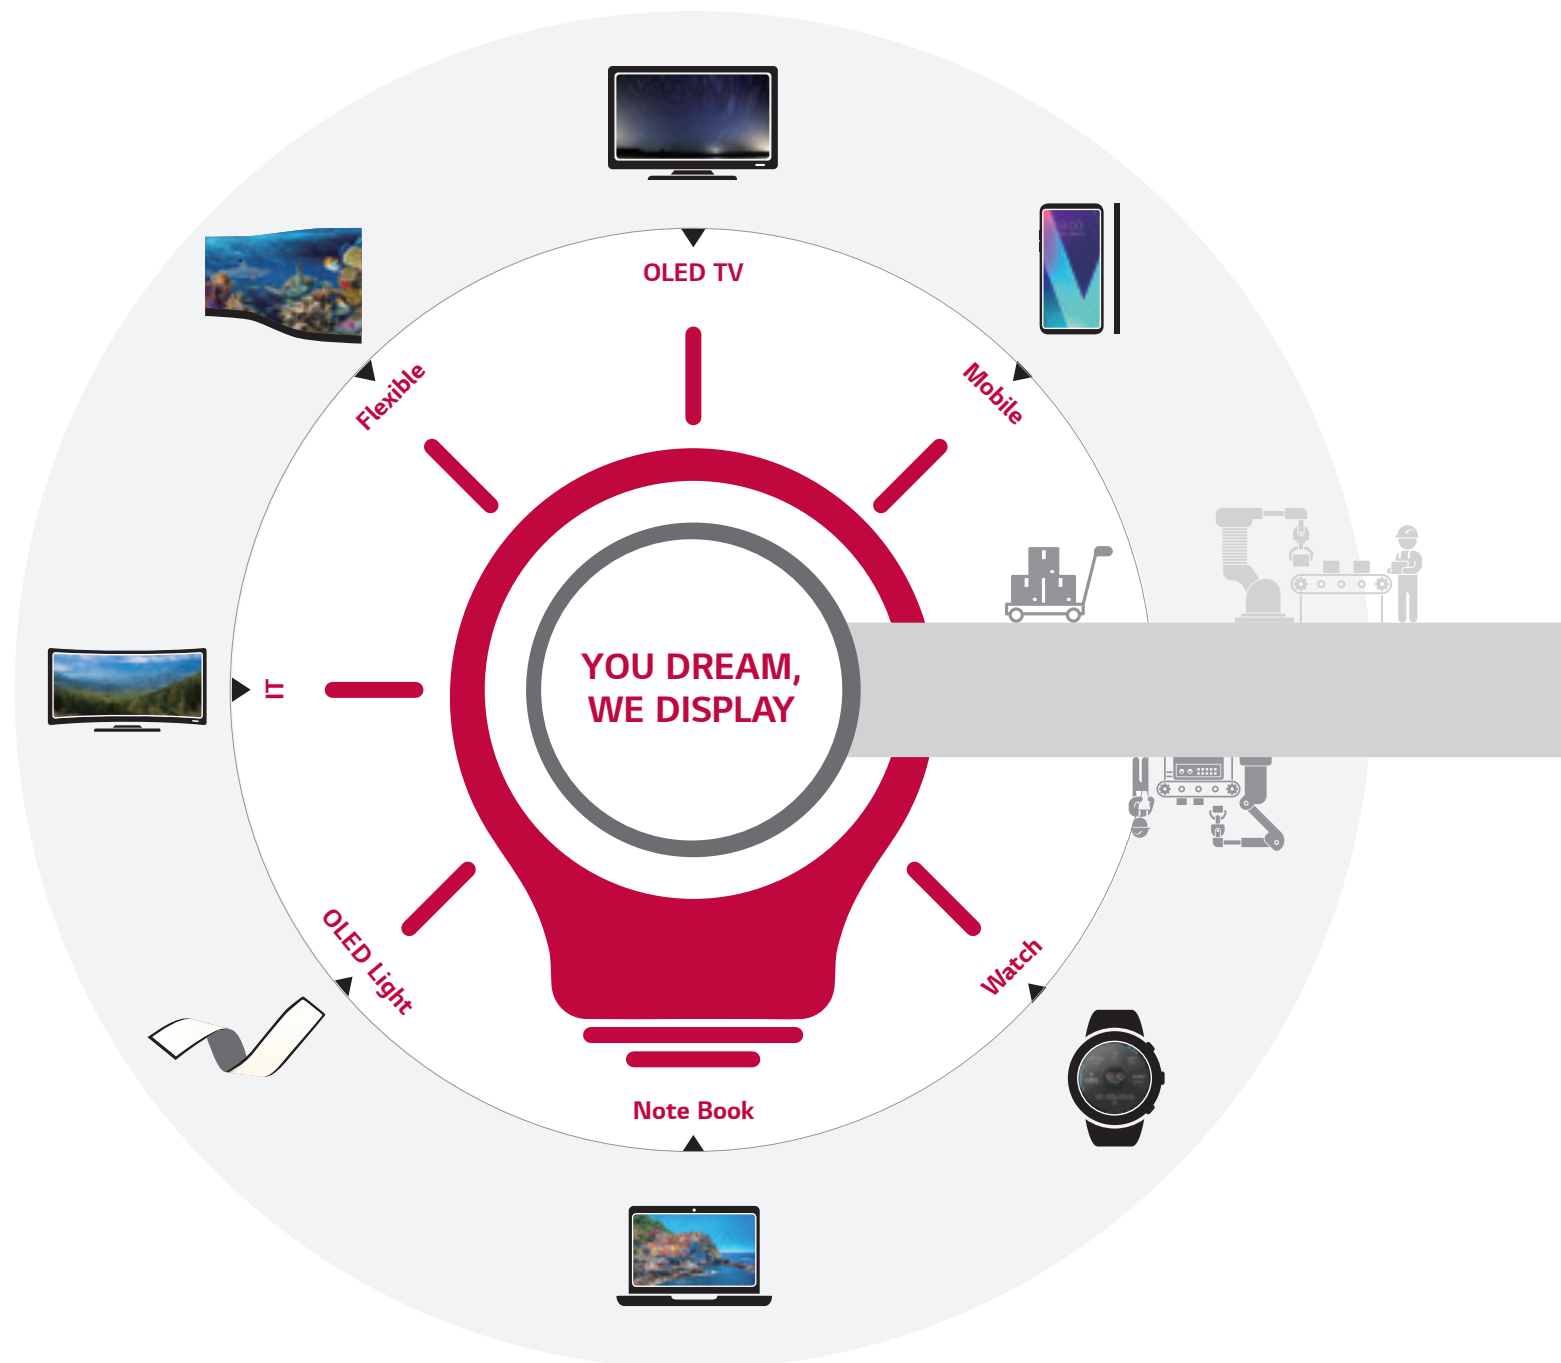 OLED TV
Flexible
Mobile
YOU DREAM,
WE DISPLAY
IT
OLED Light
Watch
Note Book